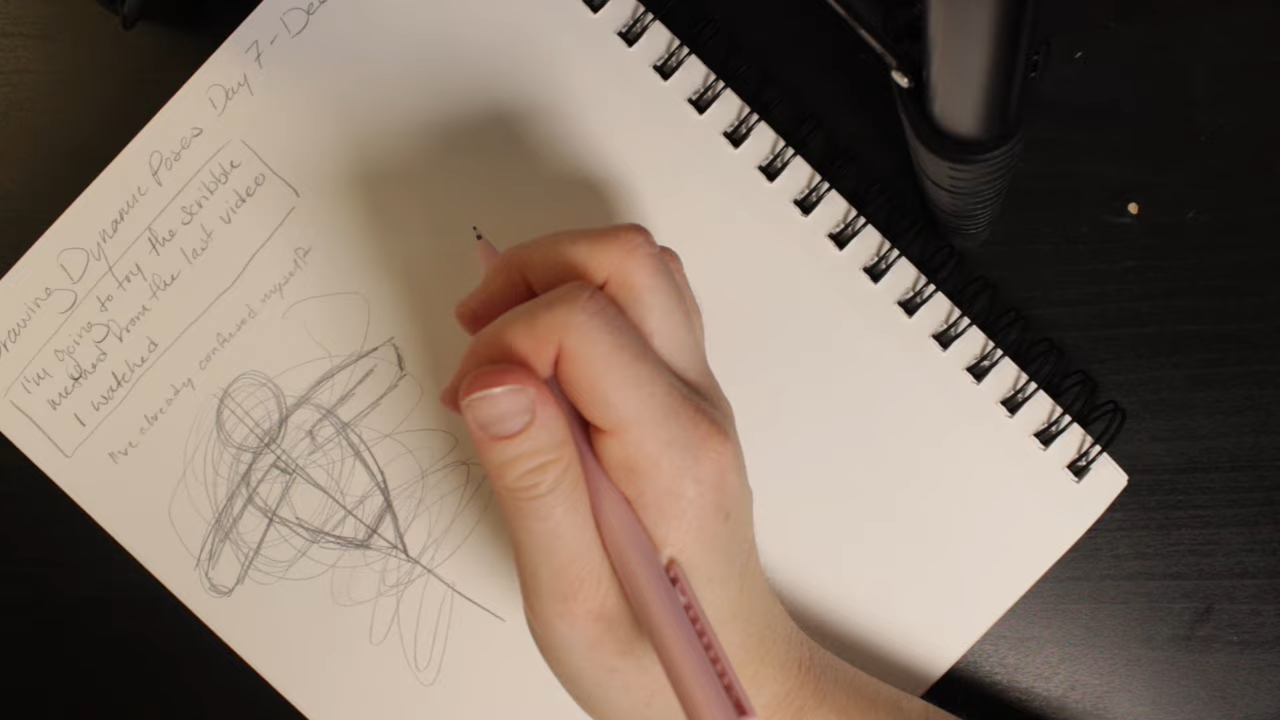 Drawing Dynamic Poses Day 7 - Dec
I'm going to try the scribble
method from the last video
I watched
I've already confused myself